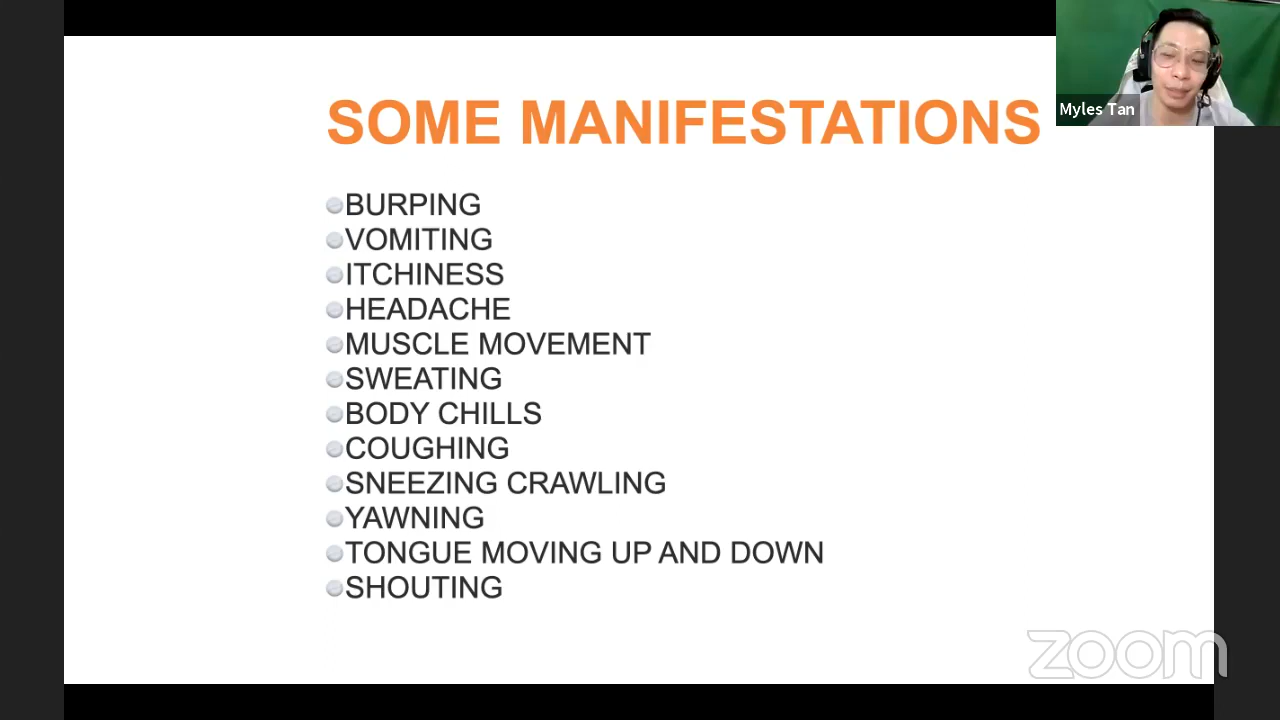 SOME MANIFESTATIONS
Myles Tan
BURPING
VOMITING
ITCHINESS
HEADACHE
MUSCLE MOVEMENT
SWEATING
BODY CHILLS
COUGHING
SNEEZING CRAWLING
YAWNING
TONGUE MOVING UP AND DOWN
SHOUTING
zoom